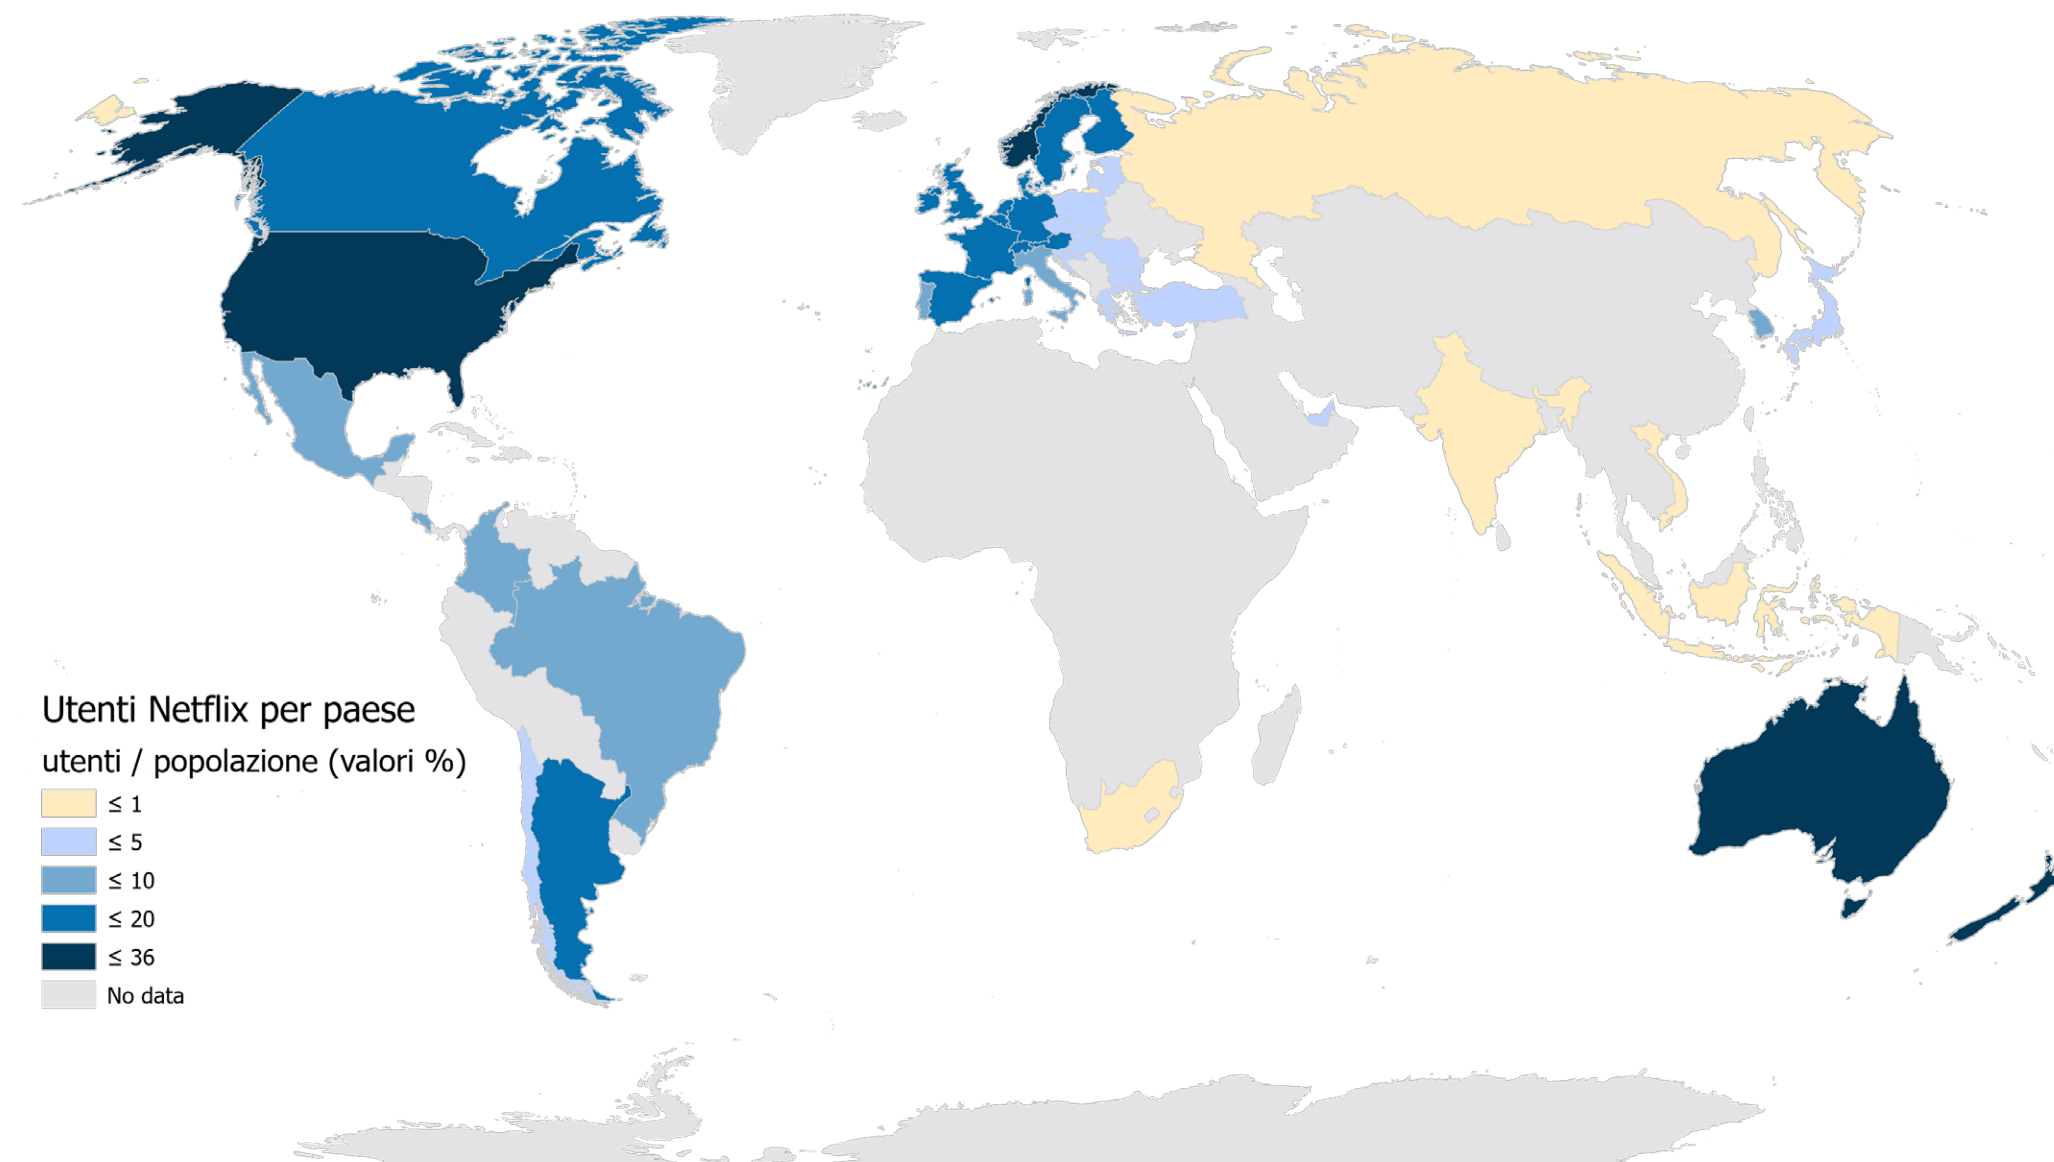 Utenti Netflix per paese
utenti / popolazione (valori %)
≤ 1
≤ 5
≤ 10
≤ 20
≤ 36
No data